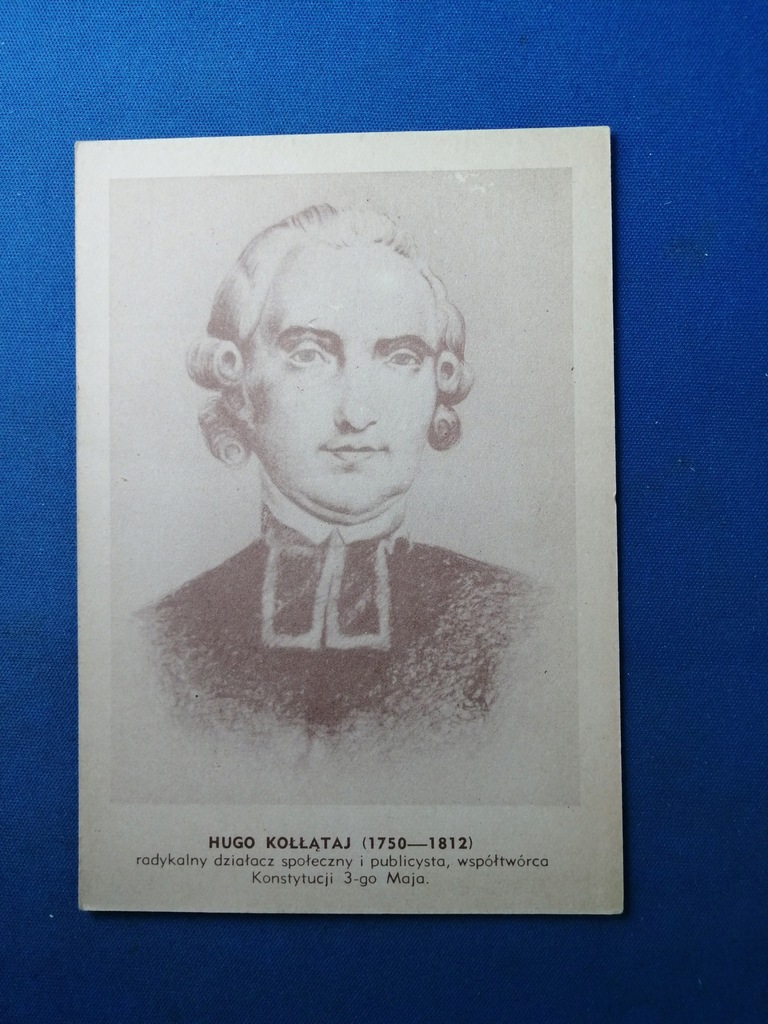 HUGO KOŁŁĄTAJ (1750—1812)
radykalny działacz społeczny i publicysta, współtwórca
Konstytucji 3-go Maja.